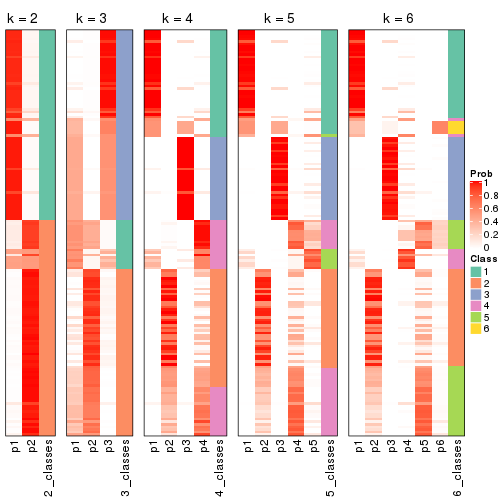 k = 2
k = 3
k = 4
k = 5
k = 6
Prob
1
0.8
0.6
0.4
0.2
0
Class
1
2
3
4
5
6
p1
p2
2_classes
p1
p2
p3
3_classes
p1
p2
p3
p4
4_classes
p1
p2
p3
p4
p5
5_classes
p1
p2
p3
p4
p5
p6
6_classes